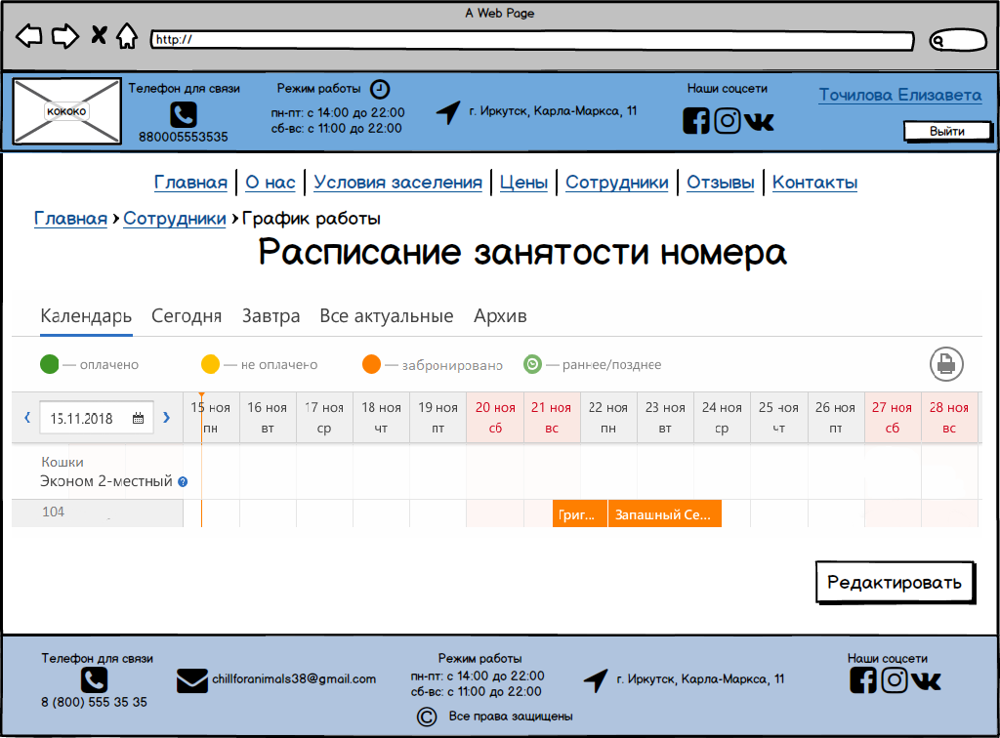 A Web Page
http://
кококо
Телефон для связи
880005553535
Режим работы
пн-пт: с 14:00 до 22:00
сб-вс: с 11:00 до 22:00
г. Иркутск, Карла-Маркса, 11
Наши соцсети
Точилова Елизавета
Выйти
Главная О нас Условия заселения Цены Сотрудники Отзывы Контакты
Главная › Сотрудники › График работы
Расписание занятости номера
Календарь Сегодня Завтра Все актуальные Архив
— оплачено — не оплачено — забронировано — раннее/позднее
15.11.2018
15 ноя 16 ноя 17 ноя 18 ноя 19 ноя 20 ноя 21 ноя 22 ноя 23 ноя 24 ноя 25 ноя 26 ноя 27 ноя 28 ноя
пн вт ср чт пт сб вс пн вт ср чт пт сб вс
Кошки
Эконом 2-местный ?
104
Григ... Запашный Се...
Редактировать
Телефон для связи
8 (800) 555 35 35
chillforanimals38@gmail.com
Режим работы
пн-пт: с 14:00 до 22:00
сб-вс: с 11:00 до 22:00
г. Иркутск, Карла-Маркса, 11
Наши соцсети
© Все права защищены